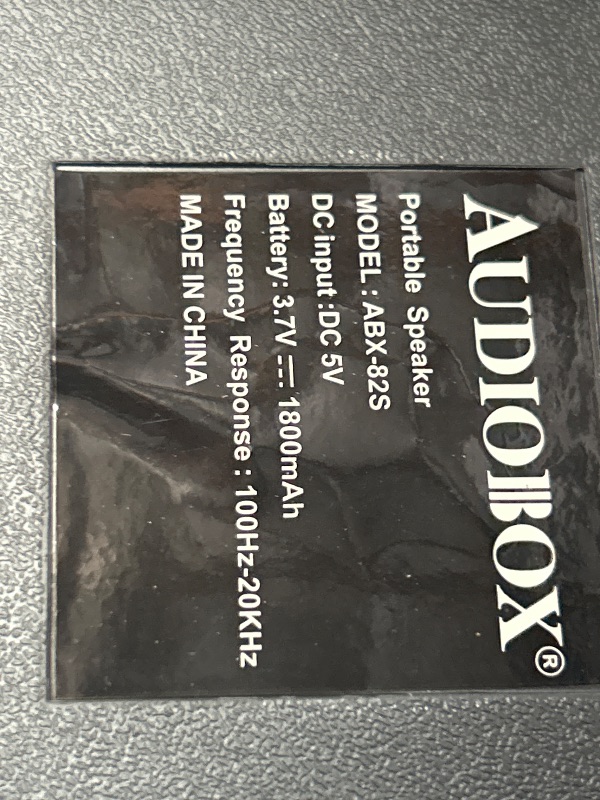 AUDIOBOX®
Portable Speaker
MODEL : ABX-82S
DC input :DC 5V
Battery: 3.7V ⎓ 1800mAh
Frequency Response : 100Hz-20KHz
MADE IN CHINA